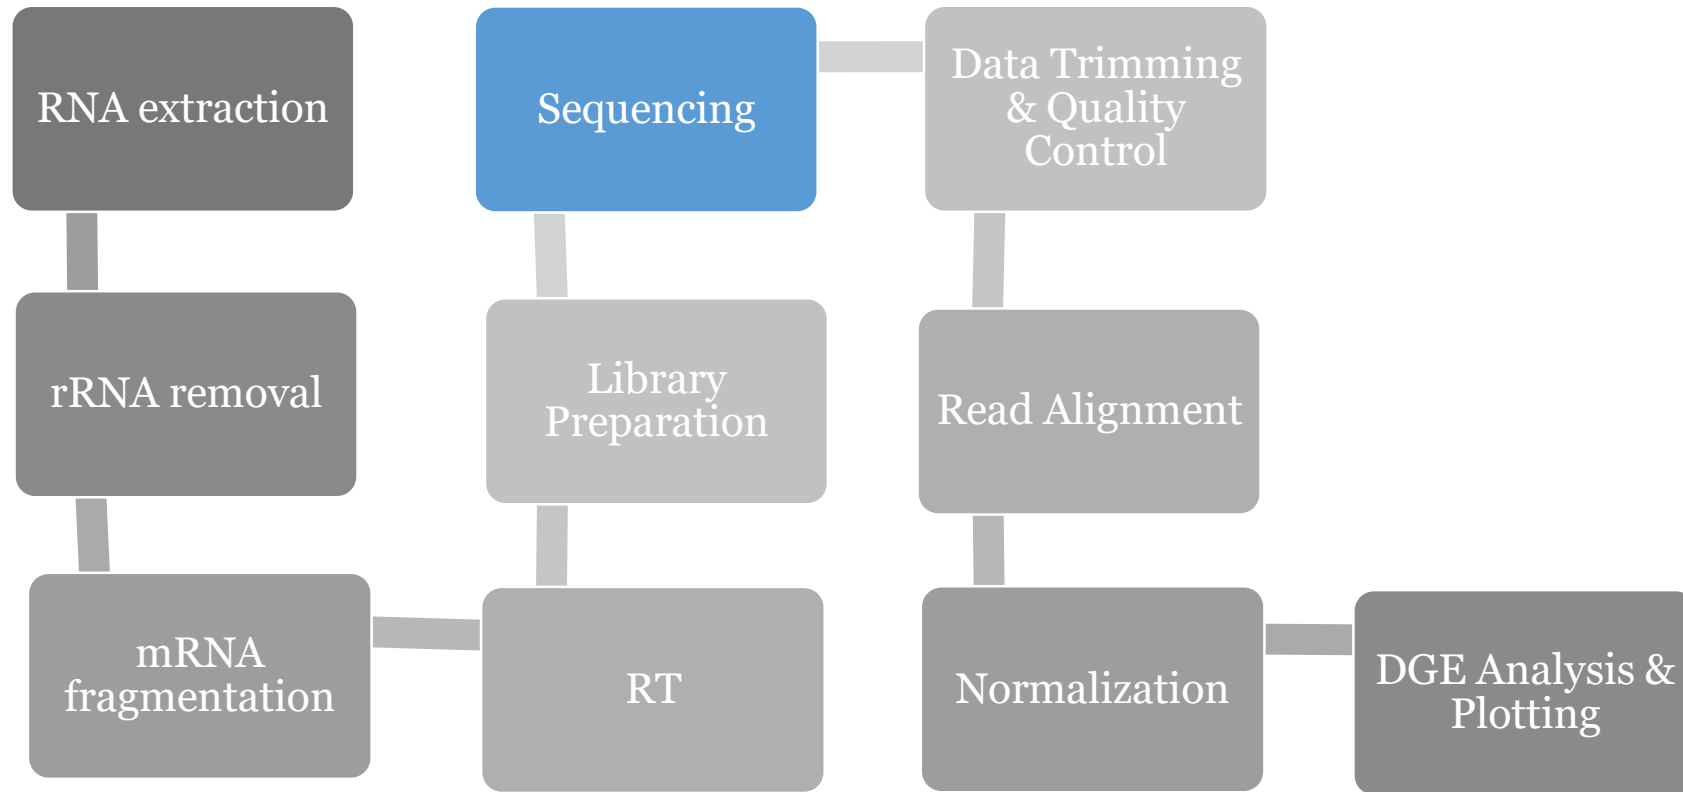 RNA extraction
rRNA removal
mRNA
fragmentation
RT
Library
Preparation
Sequencing
Data Trimming
& Quality
Control
Read Alignment
Normalization
DGE Analysis &
Plotting